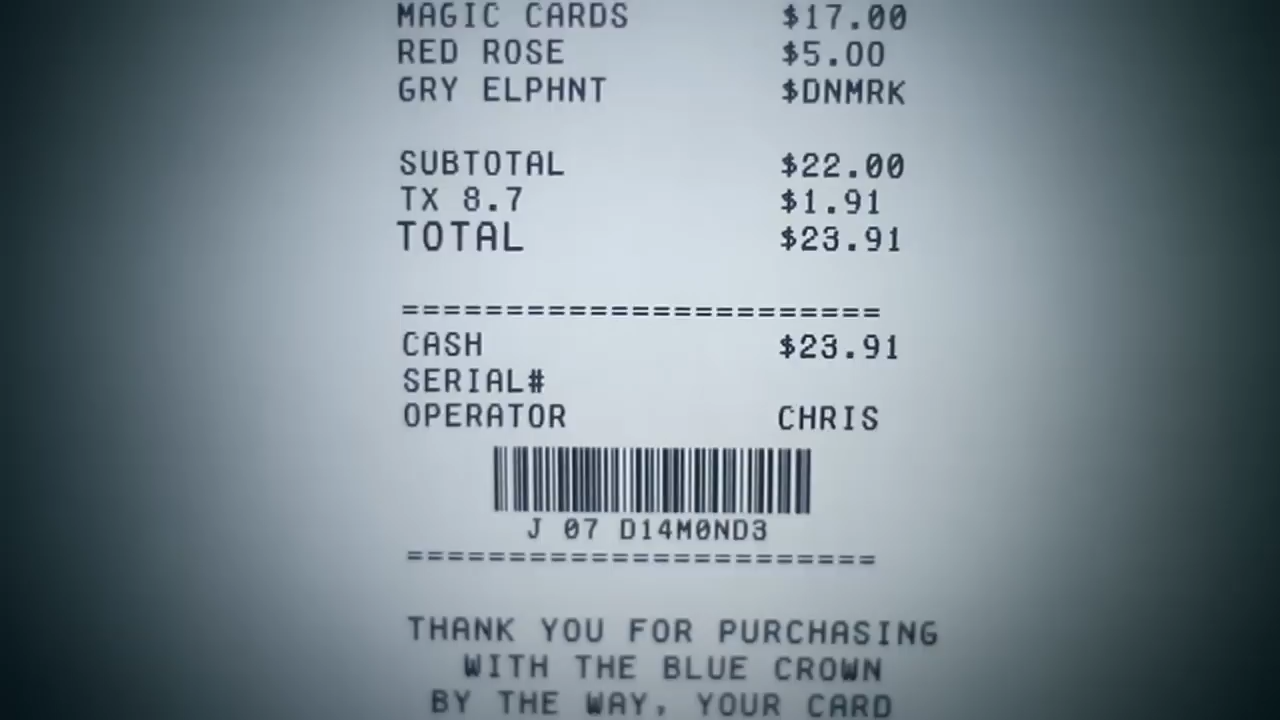 MAGIC CARDS $17.00
RED ROSE $5.00
GRY ELPHNT $DNMRK
SUBTOTAL $22.00
TX 8.7 $1.91
TOTAL $23.91
=======================
CASH $23.91
SERIAL#
OPERATOR CHRIS
J 07 D14M0ND3
=======================
THANK YOU FOR PURCHASING
WITH THE BLUE CROWN
BY THE WAY, YOUR CARD